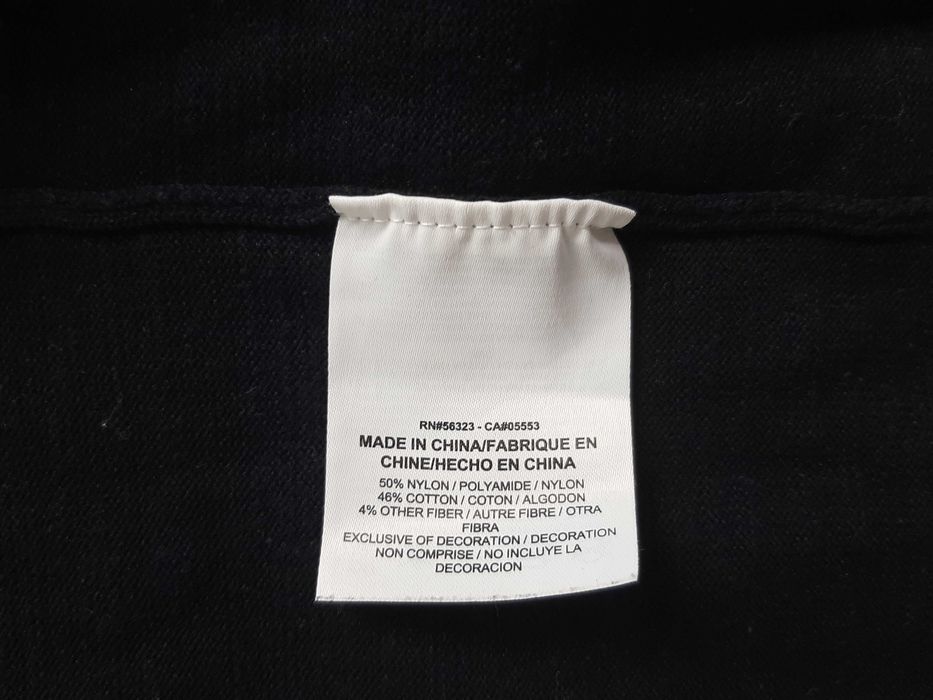 RN#56323 - CA#05553
MADE IN CHINA/FABRIQUE EN
CHINE/HECHO EN CHINA
50% NYLON / POLYAMIDE / NYLON
46% COTTON / COTON / ALGODON
4% OTHER FIBER / AUTRE FIBRE / OTRA
FIBRA
EXCLUSIVE OF DECORATION / DECORATION
NON COMPRISE / NO INCLUYE LA
DECORACION